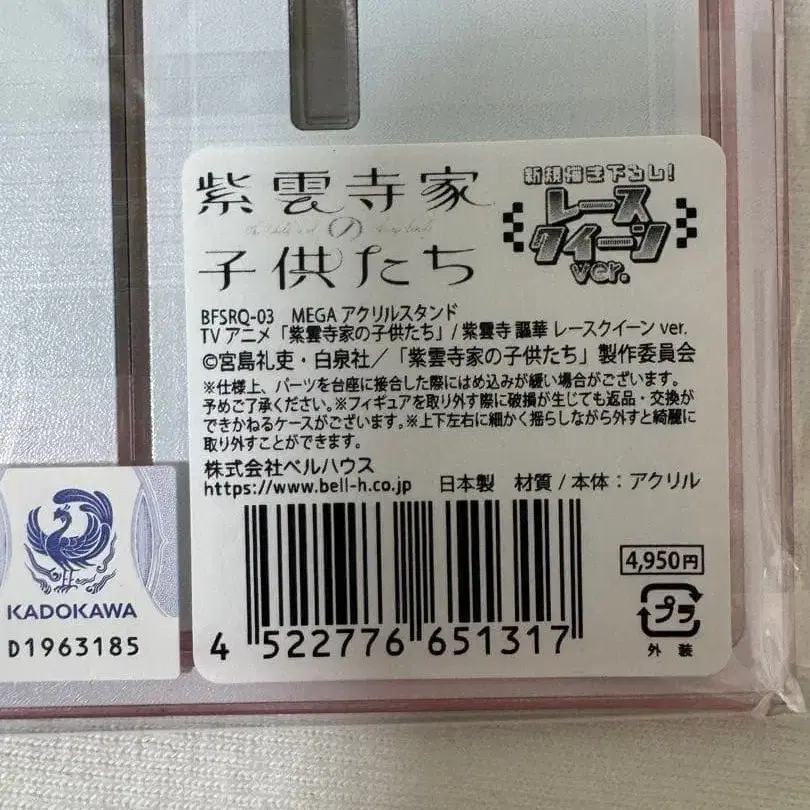 紫雲寺家
の
子供たち
新規描き下ろし!
レース
クイーン
ver.
BFSRQ-03 MEGA アクリルスタンド
TV アニメ「紫雲寺家の子供たち」/ 紫雲寺 謳華 レースクイーン ver.
©宮島礼吏・白泉社/「紫雲寺家の子供たち」製作委員会
※仕様上、パーツを台座に接合した際にはめ込みが緩い場合がございます。
予めご了承ください。※フィギュアを取り外す際に破損が生じても返品・交換が
できかねるケースがございます。※上下左右に細かく揺らしながら外すと綺麗に
取り外すことができます。
株式会社ベルハウス
https://www.bell-h.co.jp 日本製 材質 / 本体:アクリル
4,950円
プラ
外 装
4 522776 651317
KADOKAWA
D1963185